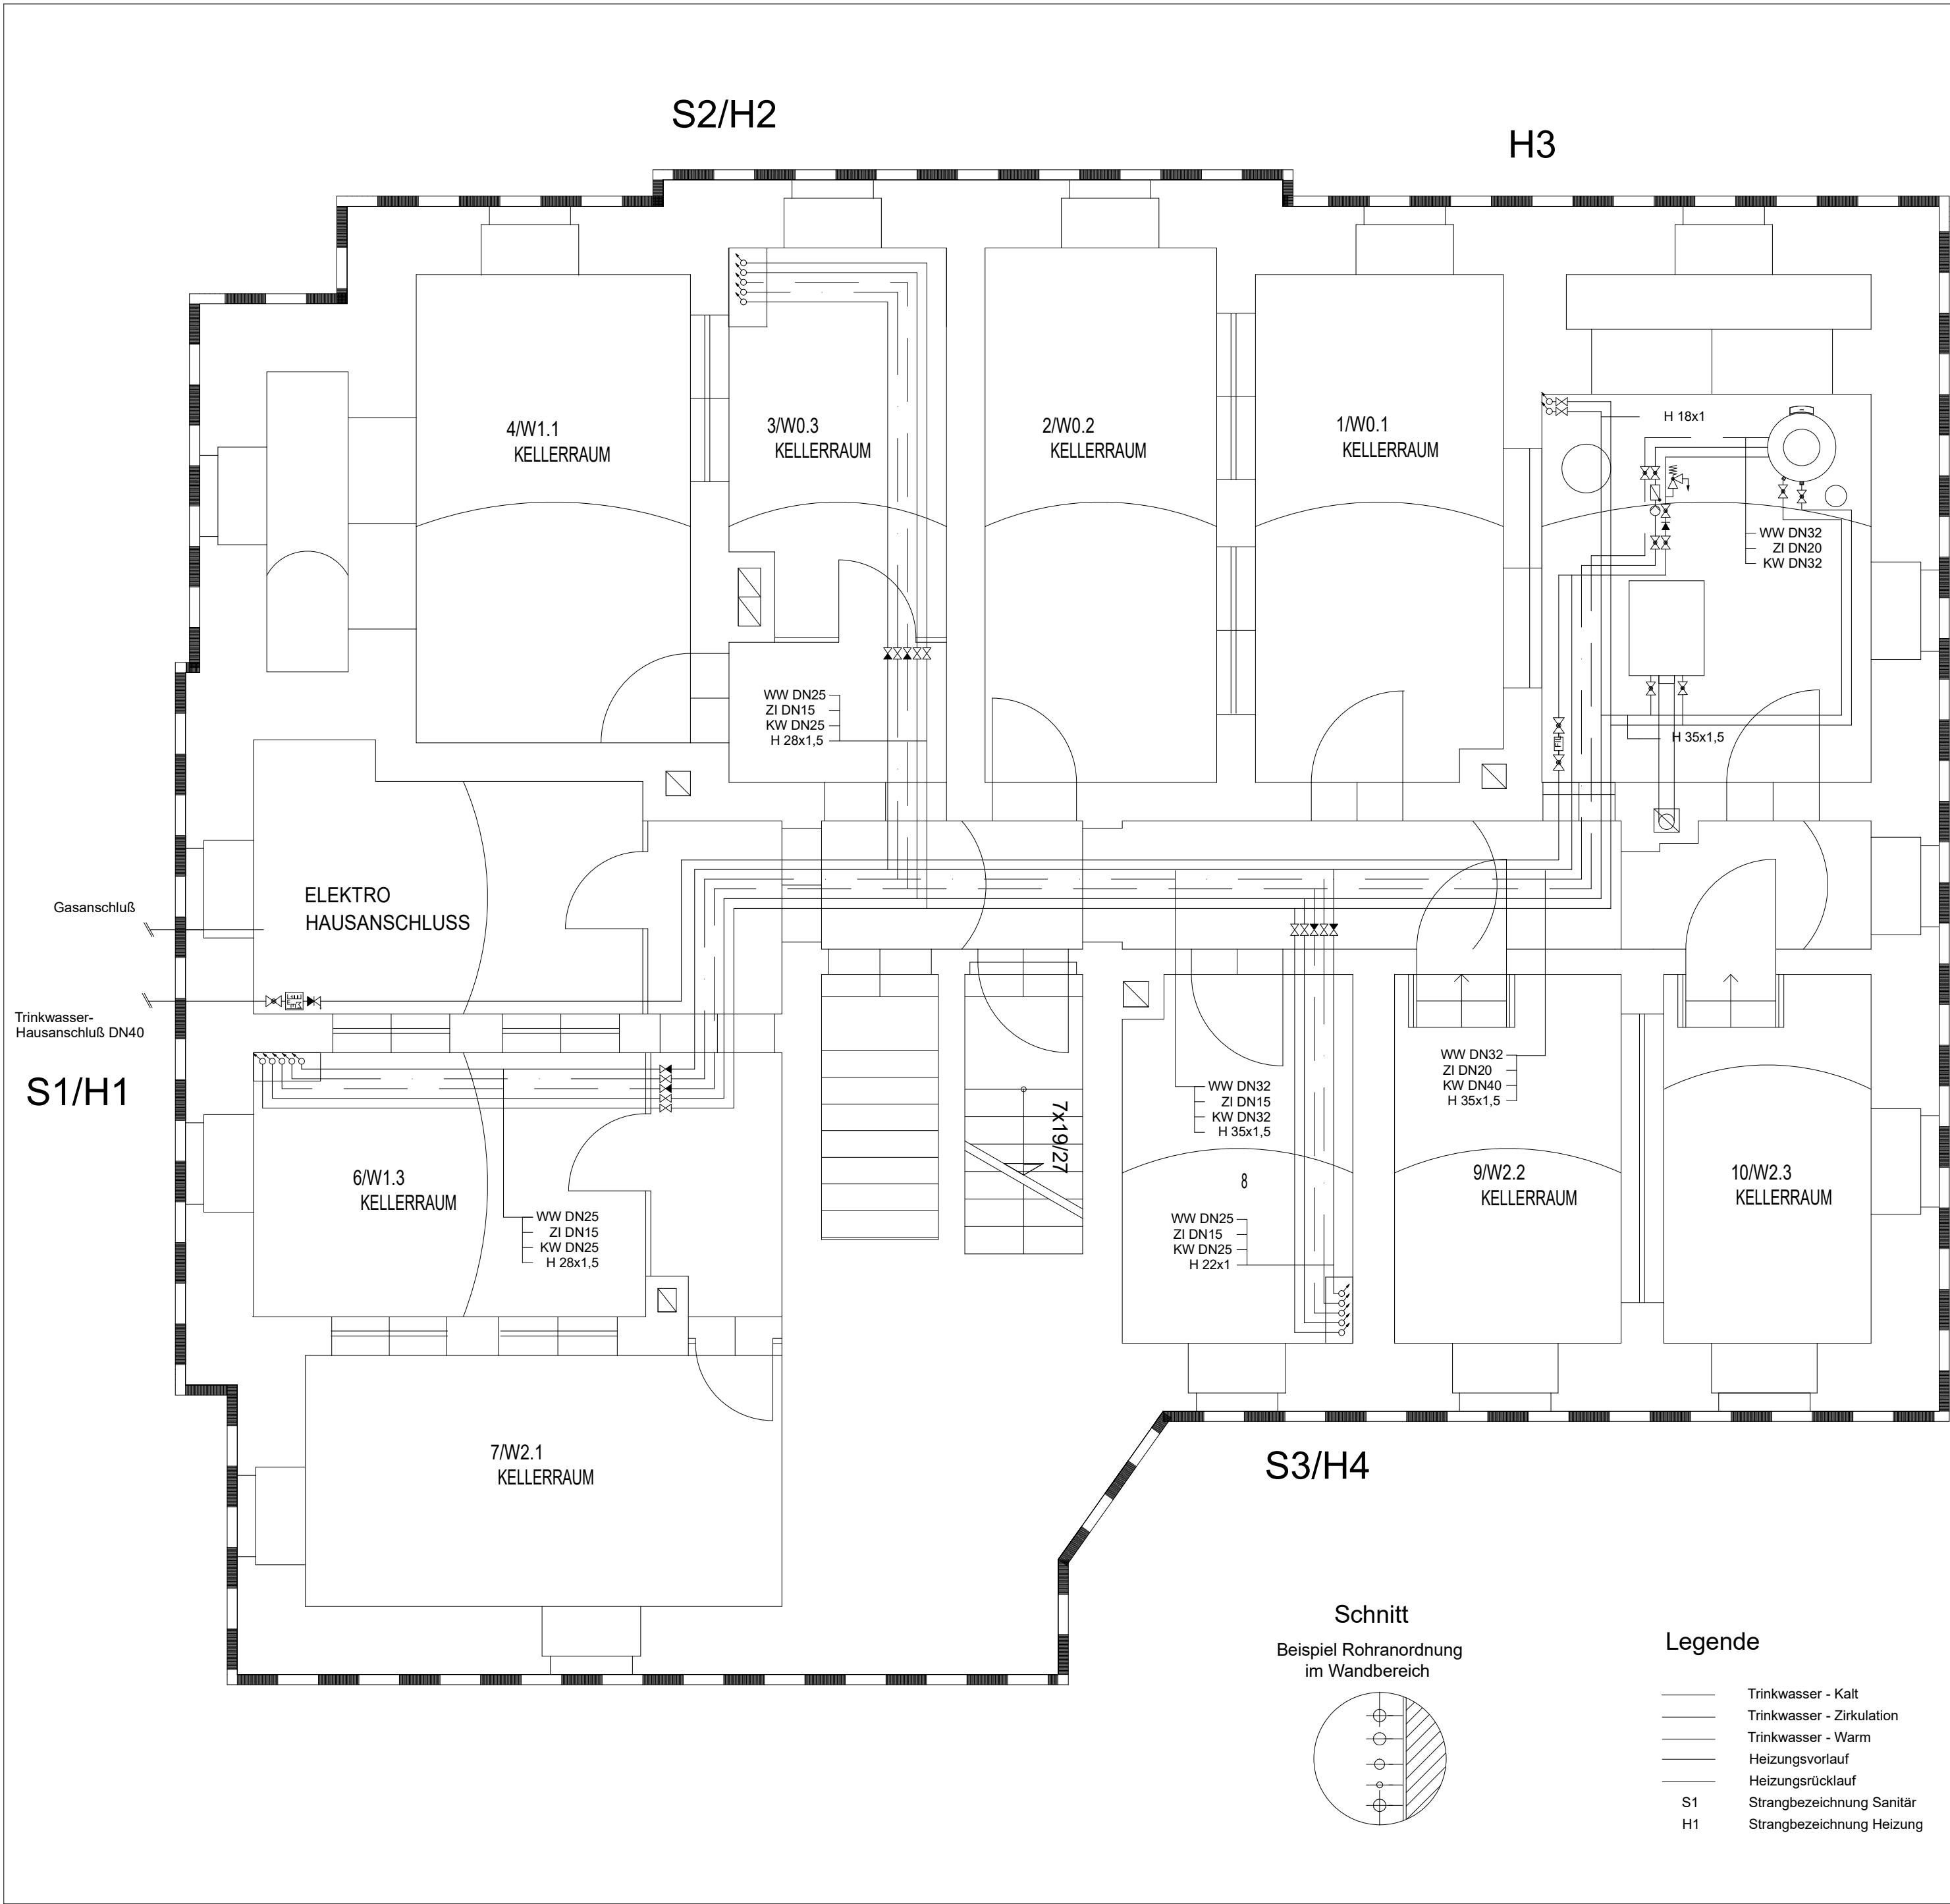 S2/H2
H3
4/W1.1
KELLERRAUM
3/W0.3
KELLERRAUM
2/W0.2
KELLERRAUM
1/W0.1
KELLERRAUM
H 18x1
WW DN32
ZI DN20
KW DN32
WW DN25
ZI DN15
KW DN25
H 28x1,5
H 35x1,5
ELEKTRO
HAUSANSCHLUSS
Gasanschluß
Trinkwasser-
Hausanschluß DN40
S1/H1
6/W1.3
KELLERRAUM
WW DN25
ZI DN15
KW DN25
H 28x1,5
7x19/27
WW DN32
ZI DN15
KW DN32
H 35x1,5
8
WW DN25
ZI DN15
KW DN25
H 22x1
WW DN32
ZI DN20
KW DN40
H 35x1,5
9/W2.2
KELLERRAUM
10/W2.3
KELLERRAUM
7/W2.1
KELLERRAUM
S3/H4
Schnitt
Beispiel Rohranordnung
im Wandbereich
Legende
Trinkwasser - Kalt
Trinkwasser - Zirkulation
Trinkwasser - Warm
Heizungsvorlauf
Heizungsrücklauf
S1 Strangbezeichnung Sanitär
H1 Strangbezeichnung Heizung